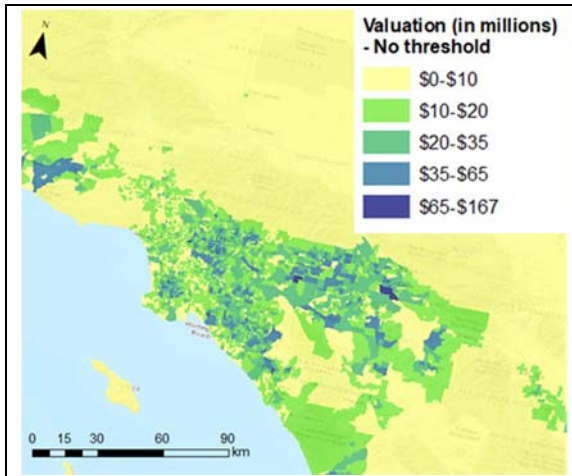 N
Valuation (in millions)
- No threshold
$0-$10
$10-$20
$20-$35
$35-$65
$65-$167
0 15 30 60 90
km